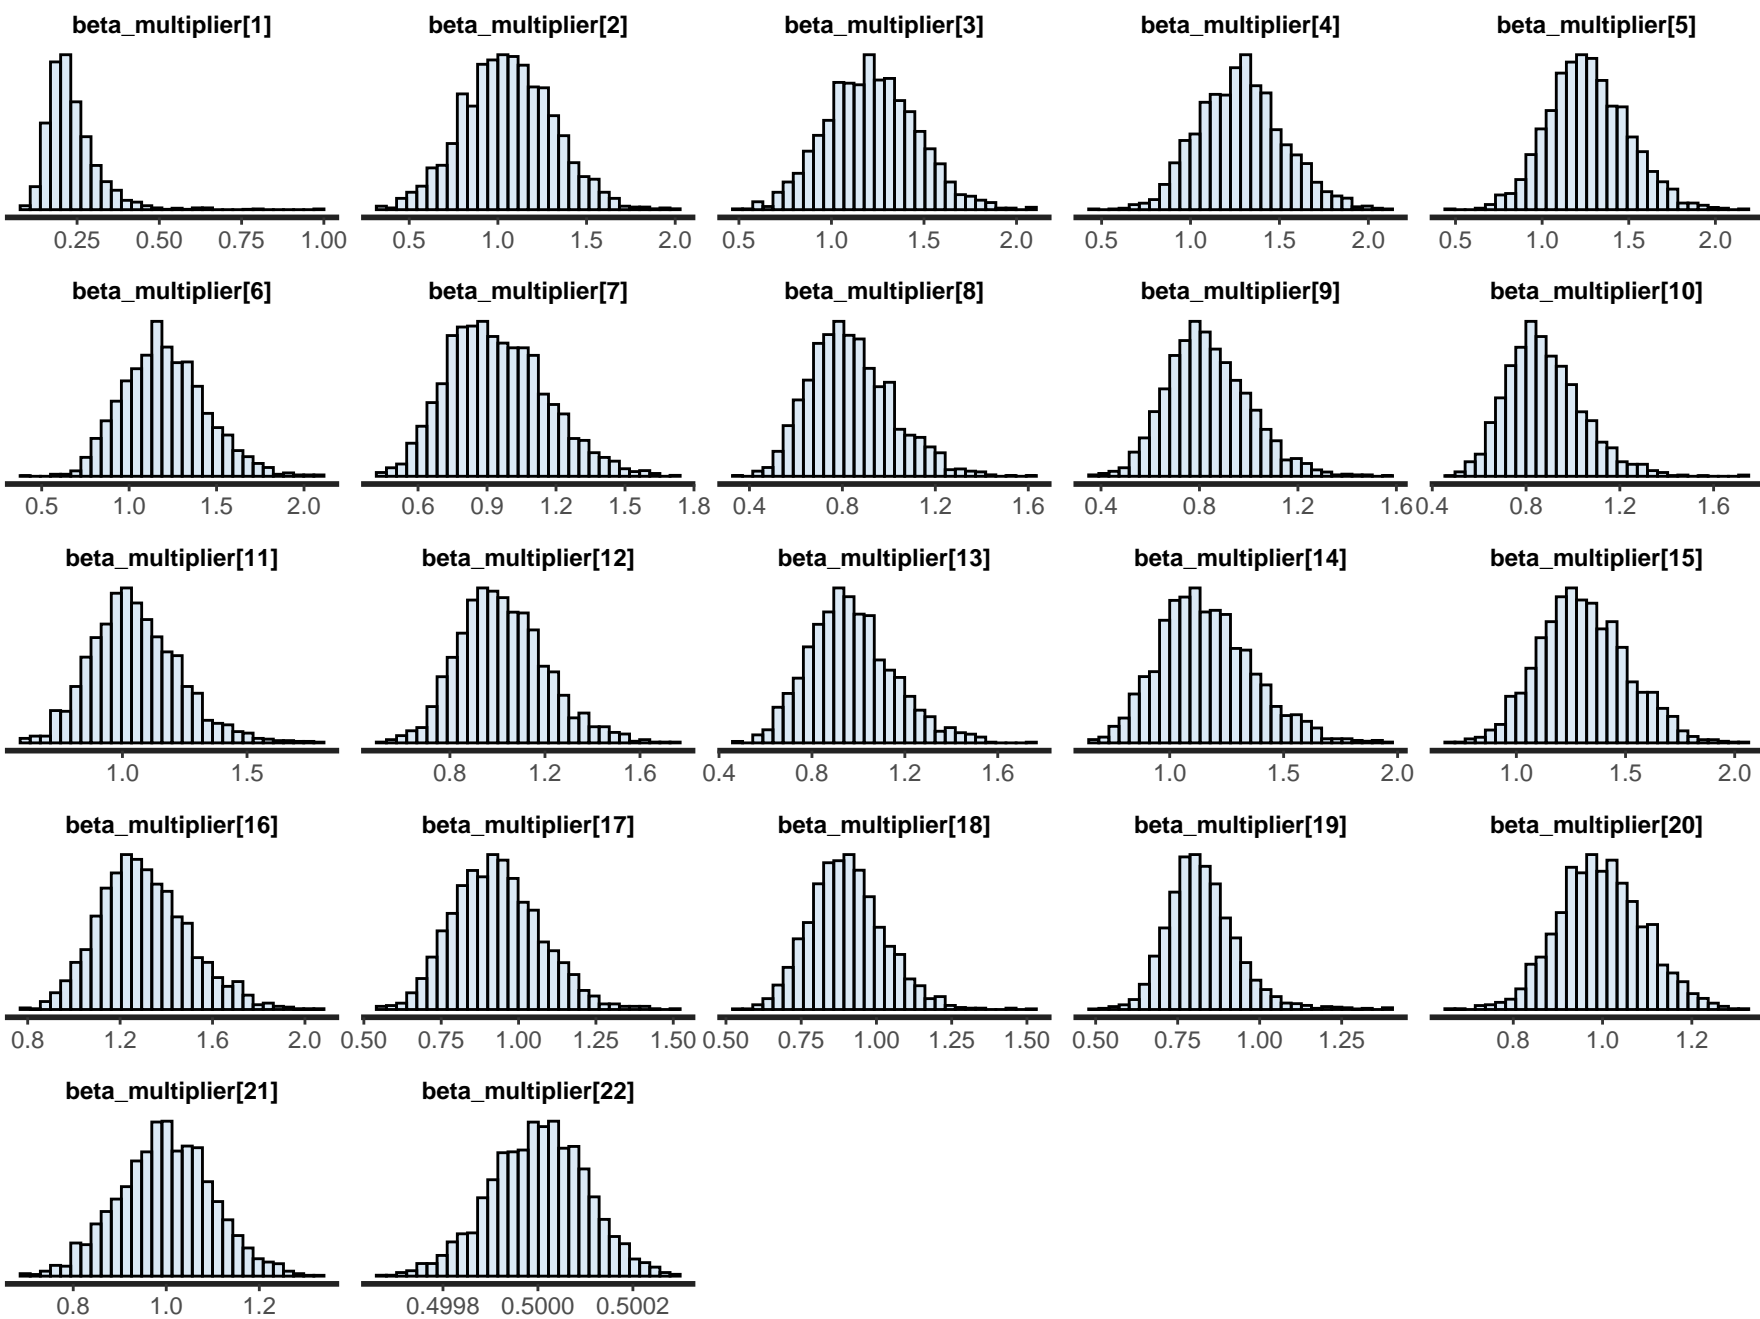 beta_multiplier[1] beta_multiplier[2] beta_multiplier[3] beta_multiplier[4] beta_multiplier[5]
0.25 0.50 0.75 1.00 0.5 1.0 1.5 2.0 0.5 1.0 1.5 2.0 0.5 1.0 1.5 2.0 0.5 1.0 1.5 2.0
beta_multiplier[6] beta_multiplier[7] beta_multiplier[8] beta_multiplier[9] beta_multiplier[10]
0.5 1.0 1.5 2.0 0.6 0.9 1.2 1.5 1.8 0.4 0.8 1.2 1.6 0.4 0.8 1.2 1.6 0.4 0.8 1.2 1.6
beta_multiplier[11] beta_multiplier[12] beta_multiplier[13] beta_multiplier[14] beta_multiplier[15]
1.0 1.5 0.8 1.2 1.6 0.4 0.8 1.2 1.6 1.0 1.5 2.0 1.0 1.5 2.0
beta_multiplier[16] beta_multiplier[17] beta_multiplier[18] beta_multiplier[19] beta_multiplier[20]
0.8 1.2 1.6 2.0 0.50 0.75 1.00 1.25 1.50 0.50 0.75 1.00 1.25 1.50 0.50 0.75 1.00 1.25 0.8 1.0 1.2
beta_multiplier[21] beta_multiplier[22]
0.8 1.0 1.2 0.4998 0.5000 0.5002